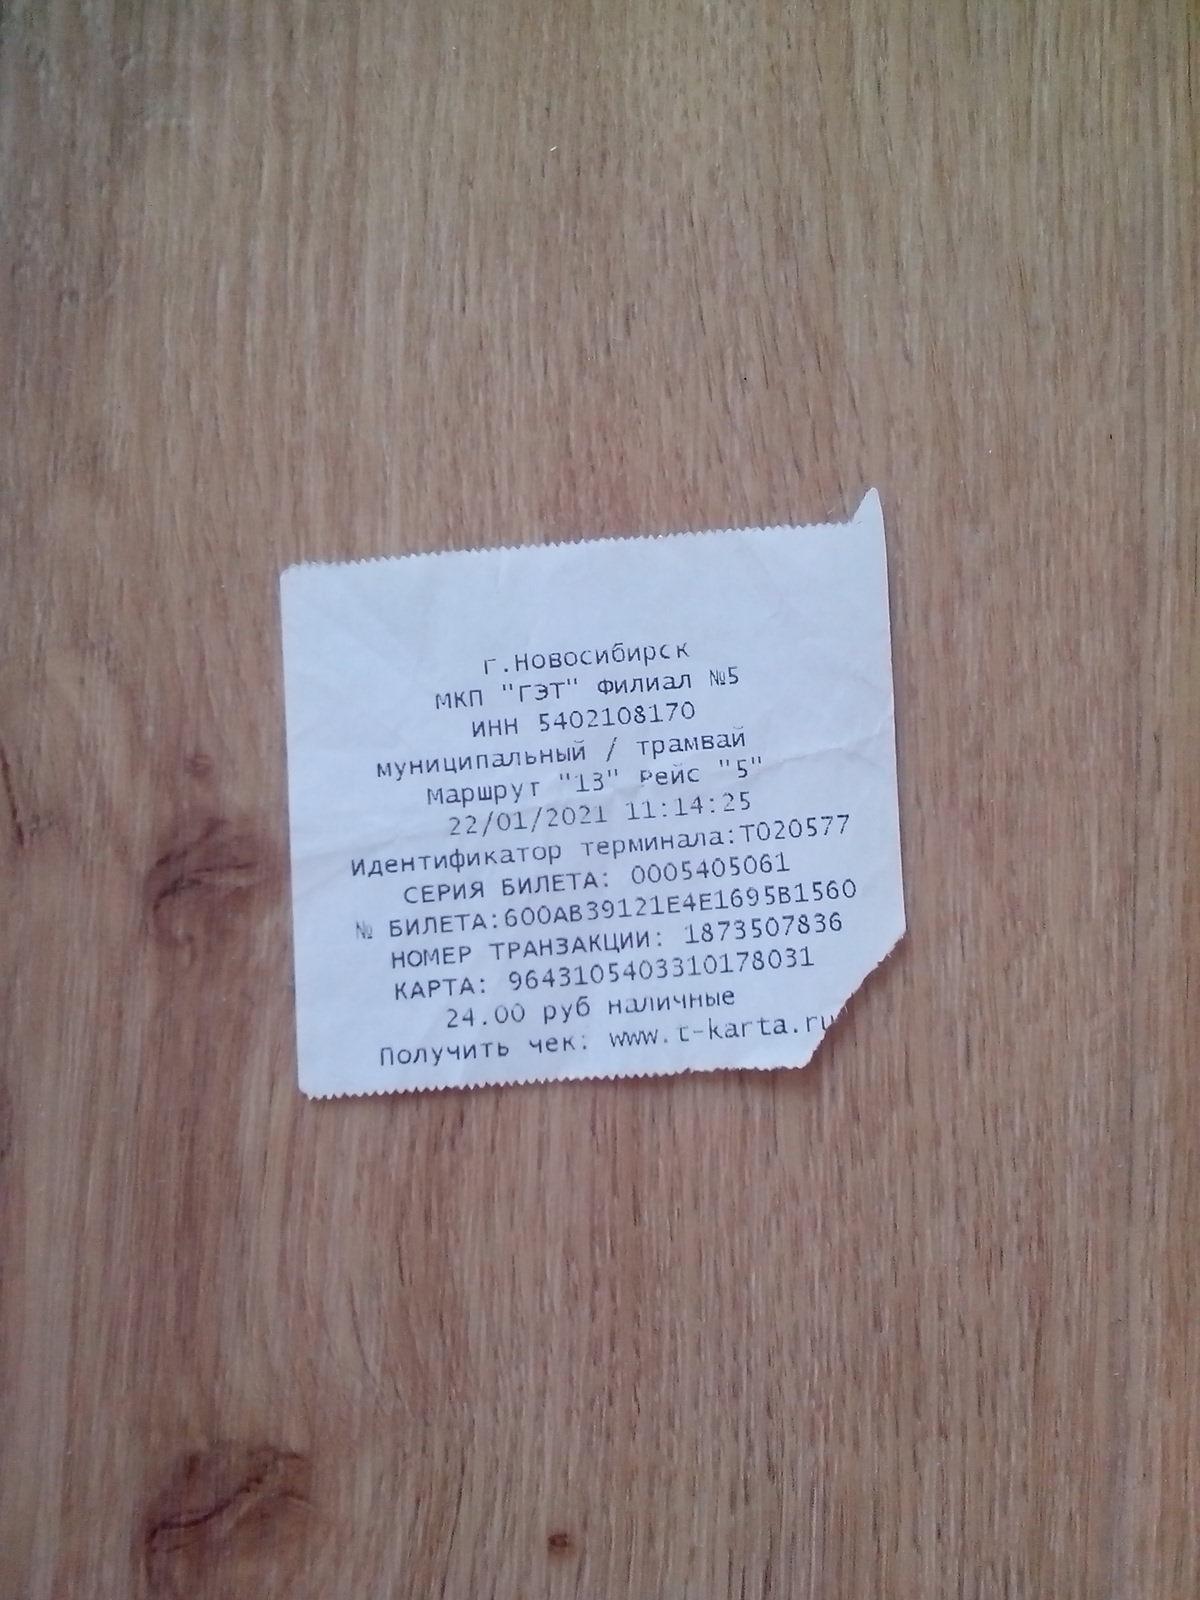 г.Новосибирск
МКП "ГЭТ" Филиал №5
ИНН 5402108170
муниципальный / трамвай
Маршрут "13" Рейс "5"
22/01/2021 11:14:25
Идентификатор терминала:T020577
СЕРИЯ БИЛЕТА: 0005405061
№ БИЛЕТА:600AB39121E4E1695B1560
НОМЕР ТРАНЗАКЦИИ: 1873507836
КАРТА: 9643105403310178031
24.00 руб наличные
Получить чек: www.t-karta.ru